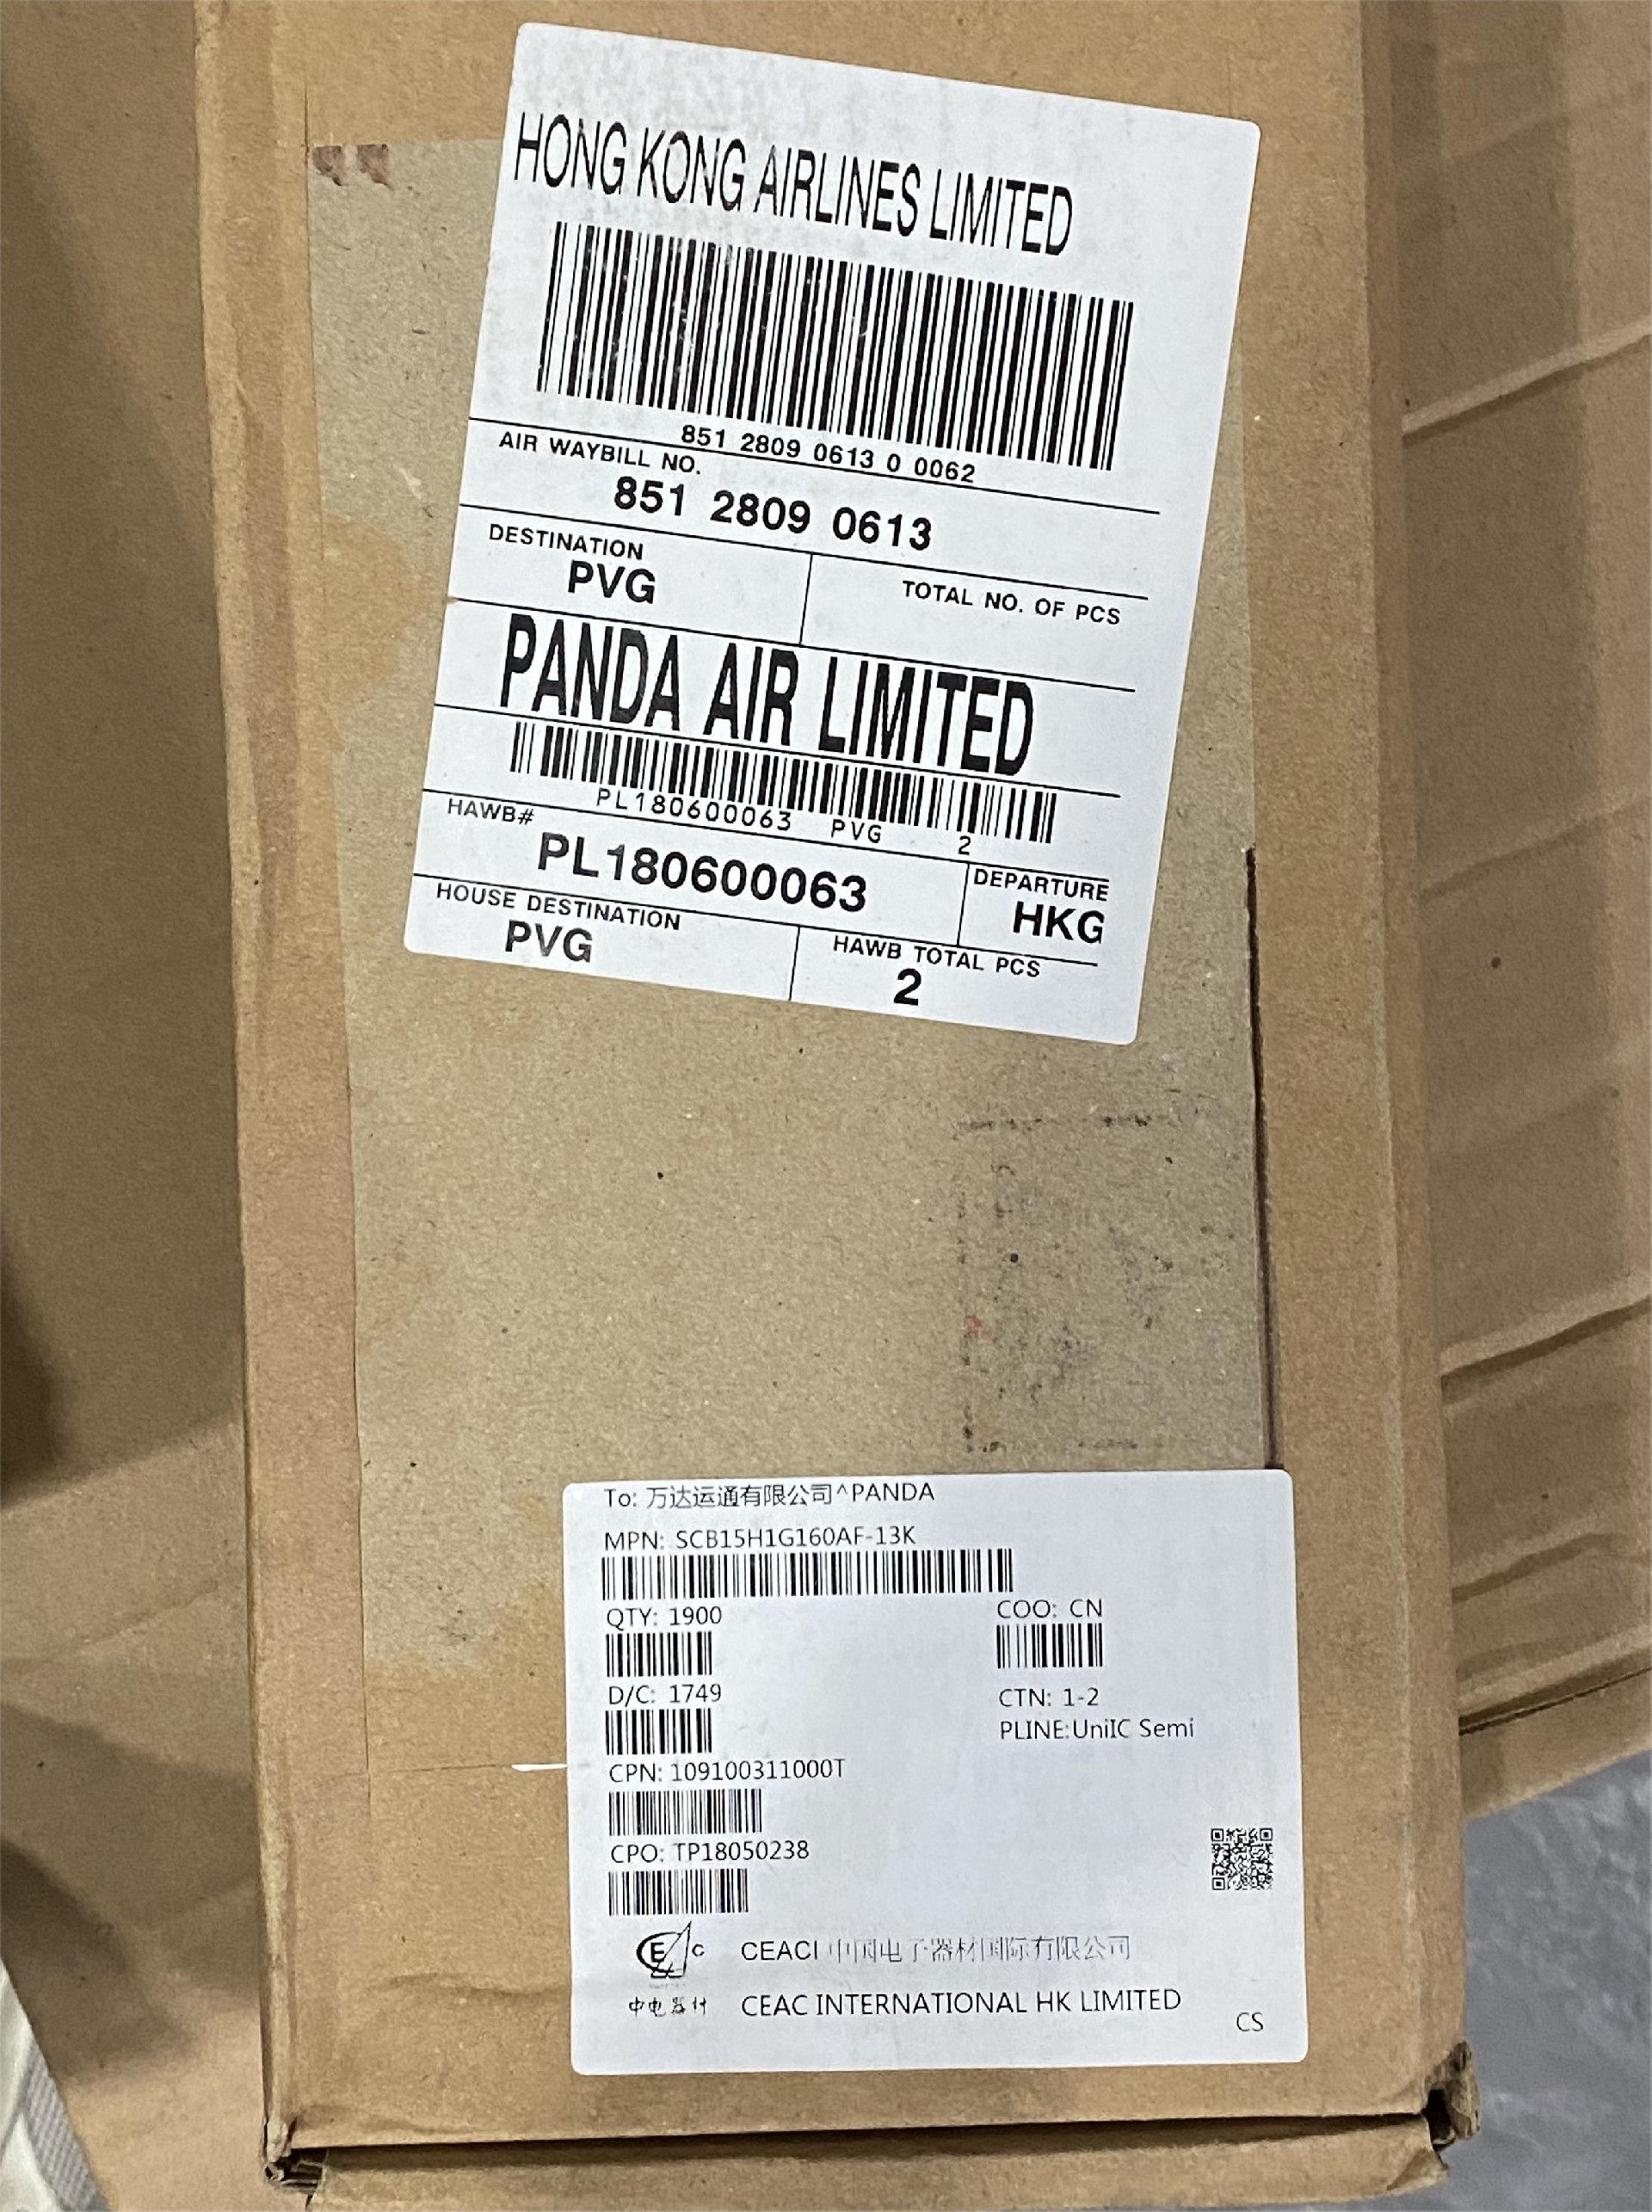 HONG KONG AIRLINES LIMITED
851 2809 0613 0 0062
AIR WAYBILL NO.
851 2809 0613
DESTINATION
PVG
TOTAL NO. OF PCS
PANDA AIR LIMITED
PL180600063 PVG 2
HAWB#
PL180600063
DEPARTURE
HKG
HOUSE DESTINATION
PVG
HAWB TOTAL PCS
2
To: 万达运通有限公司^PANDA
MPN: SCB15H1G160AF-13K
QTY: 1900
COO: CN
D/C: 1749
CTN: 1-2
PLINE:UniIC Semi
CPN: 109100311000T
CPO: TP18050238
CEAC
CEACI 中国电子器材国际有限公司
中电器材
CEAC INTERNATIONAL HK LIMITED
CS